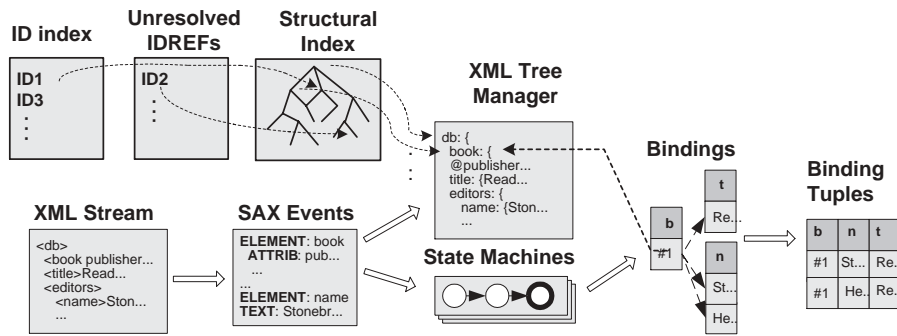 ID index
ID1
ID3
Unresolved
IDREFs
ID2
Structural
Index
XML Tree
Manager
db: {
book: {
@publisher...
title: {Read...
editors: {
name: {Ston...
...
XML Stream
<db>
<book publisher...
<title>Read...
<editors>
<name>Ston...
...
SAX Events
ELEMENT: book
ATTRIB: pub...
...
...
ELEMENT: name
TEXT: Stonebr...
State Machines
Bindings
b
#1
t
Re...
n
St...
He...
Binding
Tuples
b n t
#1 St... Re...
#1 He.. Re..